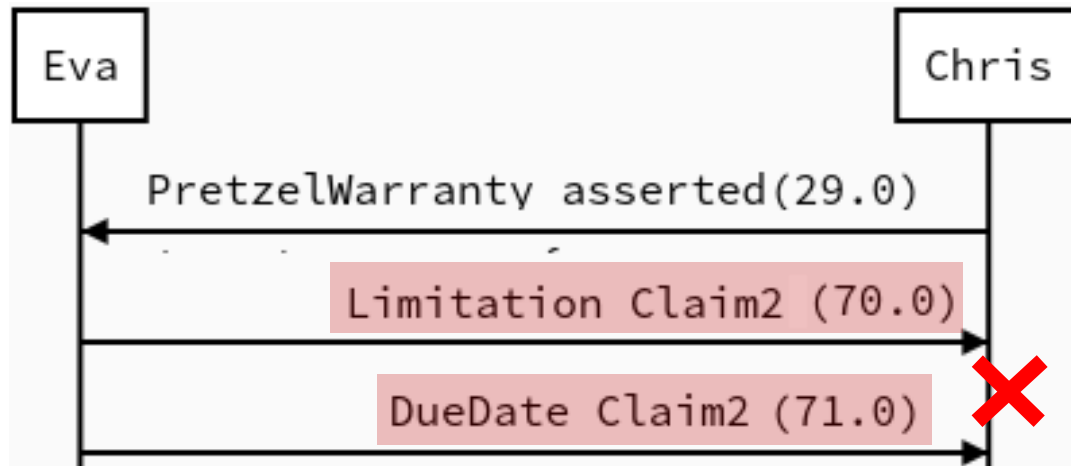 Eva
Chris
PretzelWarranty asserted(29.0)
Limitation Claim2 (70.0)
DueDate Claim2 (71.0)